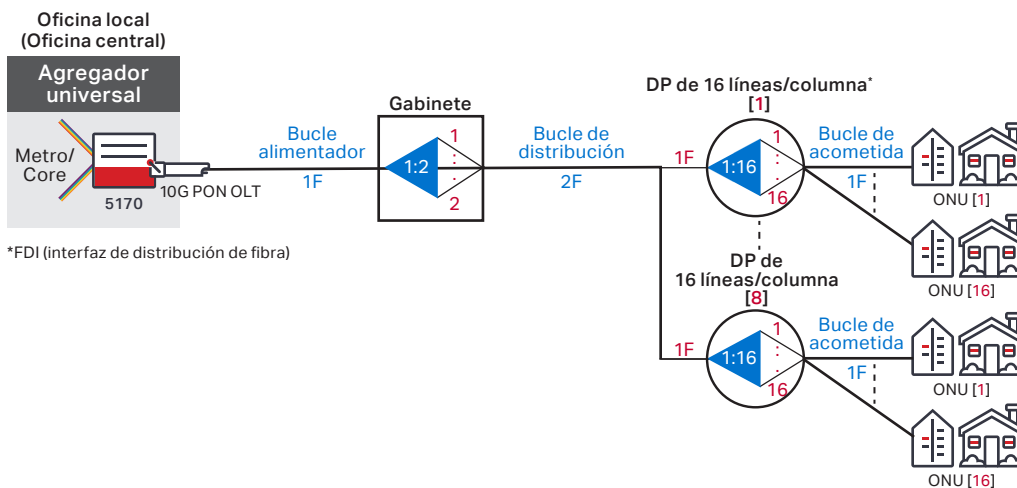 Oficina local
(Oficina central)
Agregador
universal
Metro/
Core
5170
10G PON OLT
*FDI (interfaz de distribución de fibra)
Bucle
alimentador
1F
Gabinete
1:2
1
2
Bucle de
distribución
2F
DP de 16 líneas/columna*
[1]
1F
1:16
1
16
Bucle de
acometida
1F
ONU [1]
ONU [16]
DP de
16 líneas/columna
[8]
1F
1:16
1
16
Bucle de
acometida
1F
ONU [1]
ONU [16]